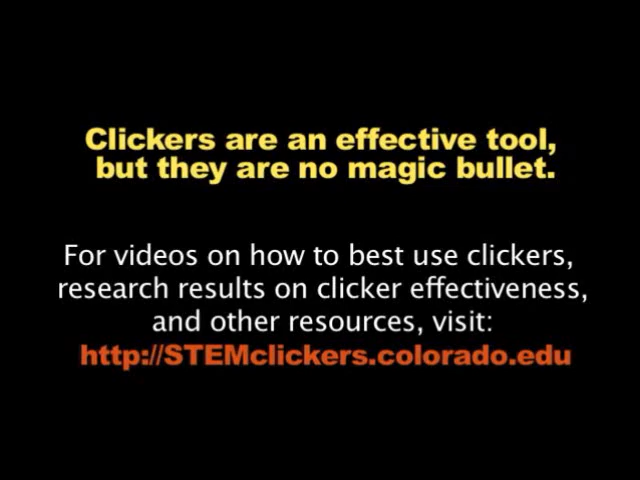 Clickers are an effective tool,
but they are no magic bullet.
For videos on how to best use clickers,
research results on clicker effectiveness,
and other resources, visit:
http://STEMclickers.colorado.edu